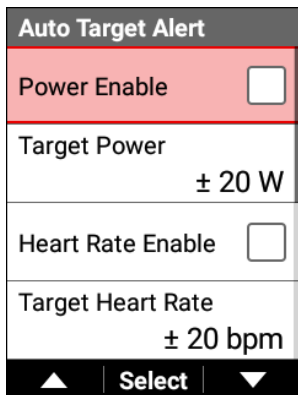 Auto Target Alert
Power Enable
Target Power
± 20 W
Heart Rate Enable
Target Heart Rate
± 20 bpm
Select